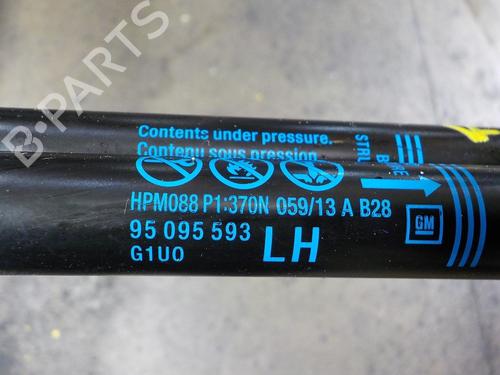 B-PARTS
Contents under pressure.
Contenu sous pression.
HPM088 P1:370N 059/13 A B28
95 095 593 LH
G1U0
GM